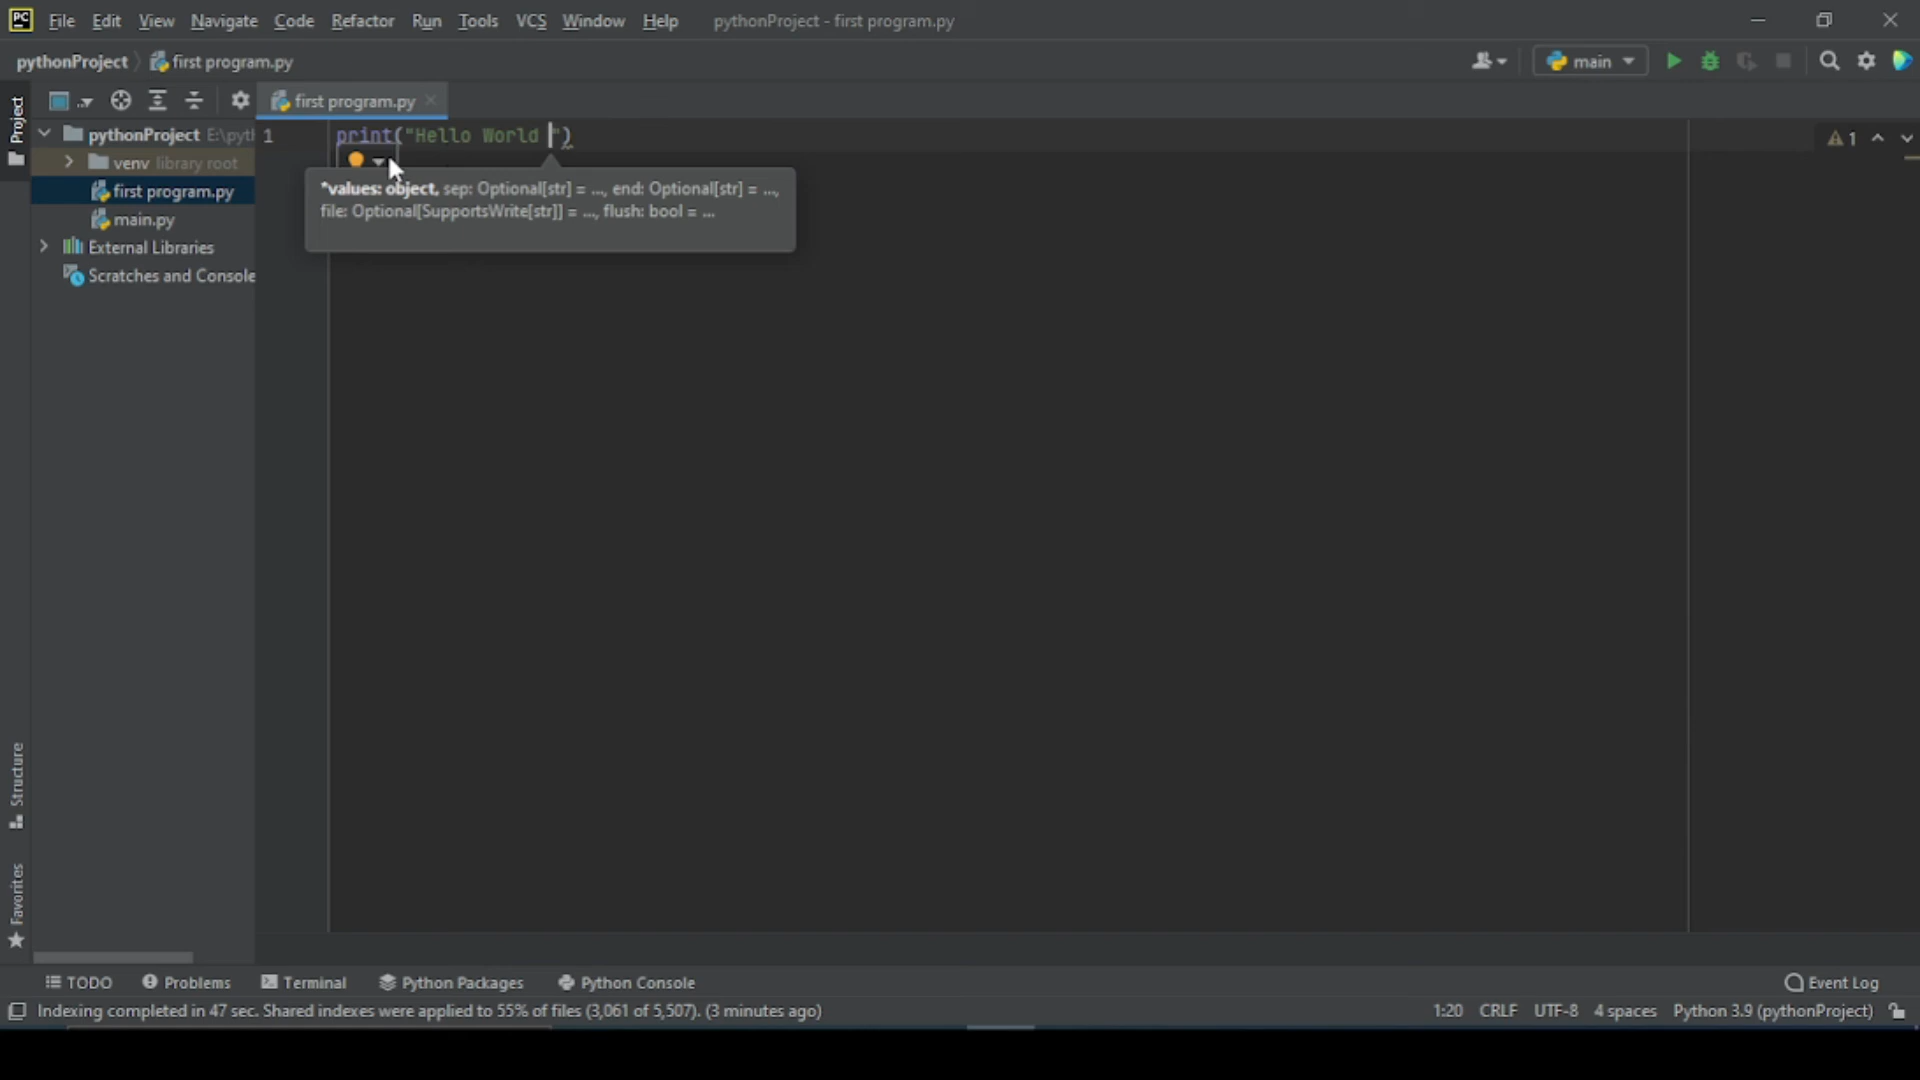 PC File Edit View Navigate Code Refactor Run Tools VCS Window Help pythonProject - first program.py
pythonProject first program.py main
Project
first program.py
pythonProject E:\pyt
venv library root
first program.py
main.py
External Libraries
Scratches and Console
1 print("Hello World ")
1
*values: object, sep: Optional[str] = ..., end: Optional[str] = ...,
file: Optional[SupportsWrite[str]] = ..., flush: bool = ...
Structure
Favorites
TODO Problems Terminal Python Packages Python Console Event Log
Indexing completed in 47 sec. Shared indexes were applied to 55% of files (3,061 of 5,507). (3 minutes ago) 1:20 CRLF UTF-8 4 spaces Python 3.9 (pythonProject)